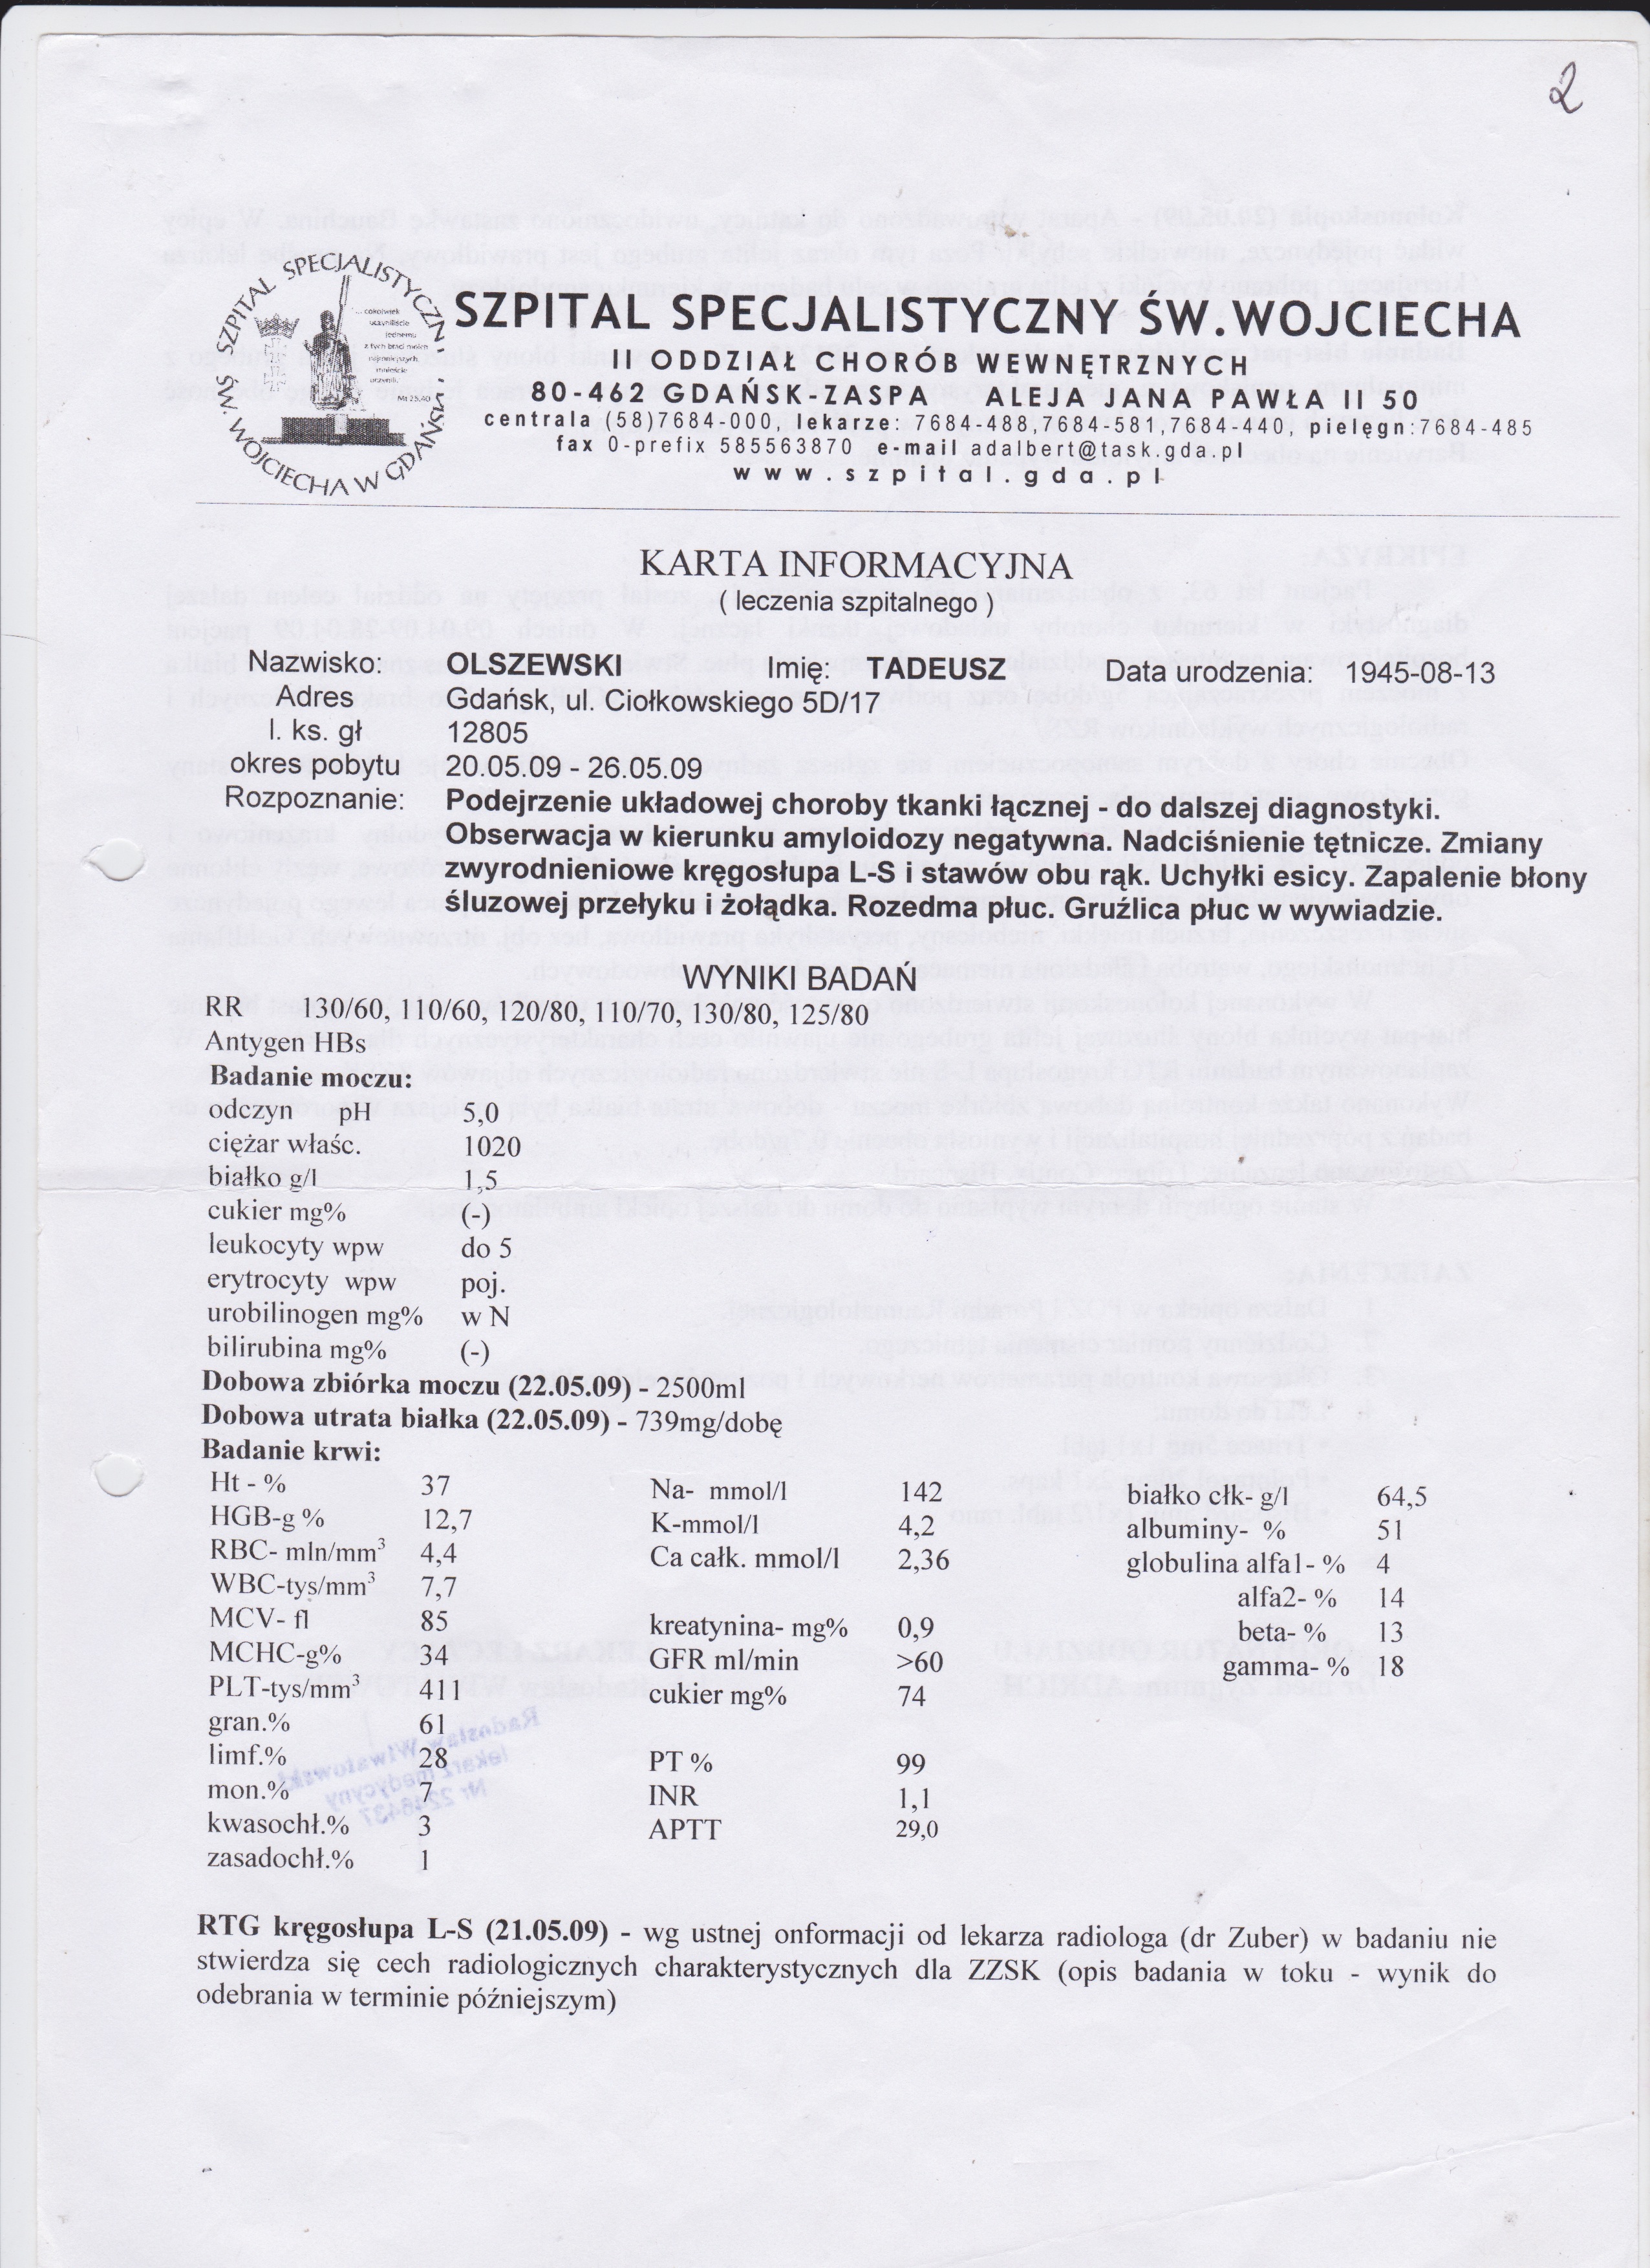 2
SZPITAL SPECJALISTYCZNY ŚW. WOJCIECHA W GDAŃSKU
... cokolwiek
uczyniliście
jednemu
z tych braci moich
najmniejszych,
mnieście
uczynili.
Mt 25,40
SZPITAL SPECJALISTYCZNY ŚW.WOJCIECHA
II ODDZIAŁ CHORÓB WEWNĘTRZNYCH
80-462 GDAŃSK-ZASPA ALEJA JANA PAWŁA II 50
centrala (58)7684-000, lekarze: 7684-488,7684-581,7684-440, pielęgn:7684-485
fax 0-prefix 585563870 e-mail adalbert@task.gda.pl
www.szpital.gda.pl
KARTA INFORMACYJNA
( leczenia szpitalnego )
Nazwisko: OLSZEWSKI Imię: TADEUSZ Data urodzenia: 1945-08-13
Adres Gdańsk, ul. Ciołkowskiego 5D/17
l. ks. gł 12805
okres pobytu 20.05.09 - 26.05.09
Rozpoznanie: Podejrzenie układowej choroby tkanki łącznej - do dalszej diagnostyki.
Obserwacja w kierunku amyloidozy negatywna. Nadciśnienie tętnicze. Zmiany
zwyrodnieniowe kręgosłupa L-S i stawów obu rąk. Uchyłki esicy. Zapalenie błony
śluzowej przełyku i żołądka. Rozedma płuc. Gruźlica płuc w wywiadzie.
WYNIKI BADAŃ
RR 130/60, 110/60, 120/80, 110/70, 130/80, 125/80
Antygen HBs
Badanie moczu:
odczyn pH 5,0
ciężar właśc. 1020
białko g/l 1,5
cukier mg% (-)
leukocyty wpw do 5
erytrocyty wpw poj.
urobilinogen mg% w N
bilirubina mg% (-)
Dobowa zbiórka moczu (22.05.09) - 2500ml
Dobowa utrata białka (22.05.09) - 739mg/dobę
Badanie krwi:
Ht - % 37 Na- mmol/l 142 białko cłk- g/l 64,5
HGB-g % 12,7 K-mmol/l 4,2 albuminy- % 51
RBC- mln/mm³ 4,4 Ca całk. mmol/l 2,36 globulina alfa1- % 4
WBC-tys/mm³ 7,7 alfa2- % 14
MCV- fl 85 kreatynina- mg% 0,9 beta- % 13
MCHC-g% 34 GFR ml/min >60 gamma- % 18
PLT-tys/mm³ 411 cukier mg% 74
gran.% 61
limf.% 28 PT % 99
mon.% 7 INR 1,1
kwasochł.% 3 APTT 29,0
zasadochł.% 1
RTG kręgosłupa L-S (21.05.09) - wg ustnej onformacji od lekarza radiologa (dr Zuber) w badaniu nie
stwierdza się cech radiologicznych charakterystycznych dla ZZSK (opis badania w toku - wynik do
odebrania w terminie późniejszym)